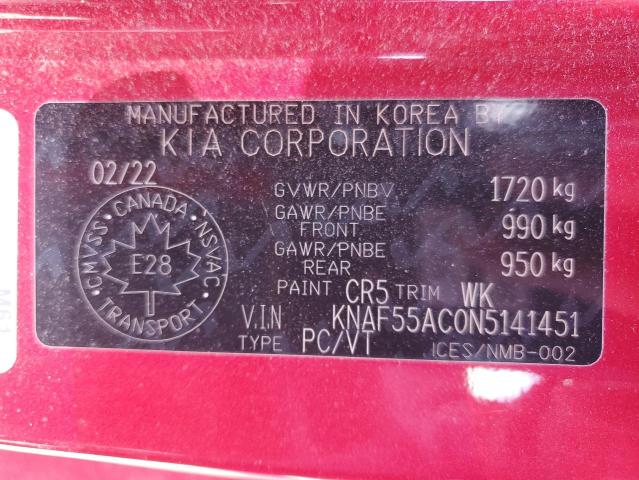 MANUFACTURED IN KOREA BY
KIA CORPORATION
02/22
GVWR/PNBV 1720 kg
GAWR/PNBE FRONT 990 kg
GAWR/PNBE REAR 950 kg
PAINT CR5 TRIM WK
V.I.N KNAF55AC0N5141451
TYPE PC/VT ICES/NMB-002
CANADA
CMVSS NSVAC
E28
TRANSPORT
M61